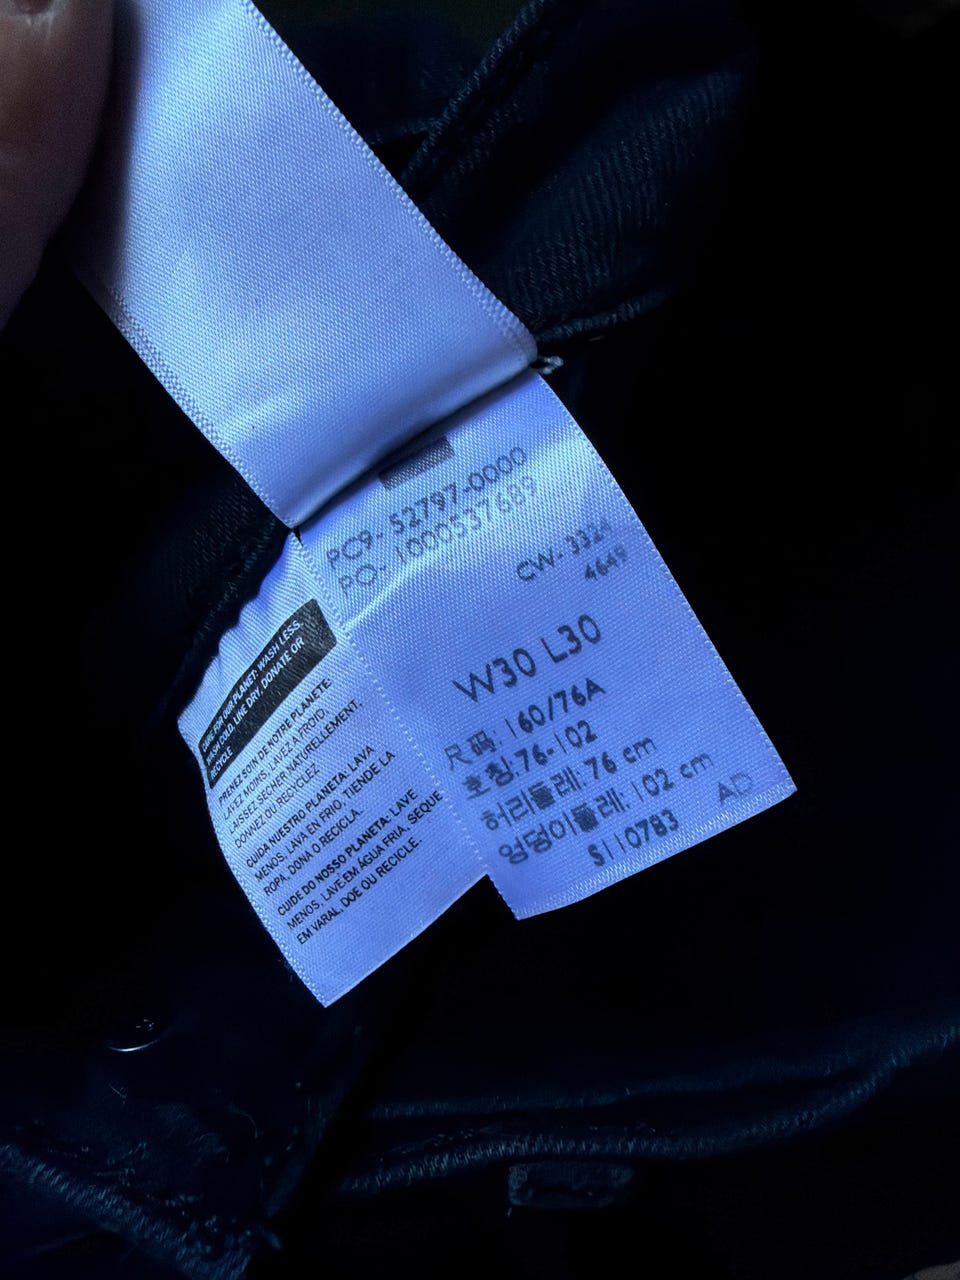 PC9- 52797-0000
PO- 1000537689
CW- 3324
4649
W30 L30
尺码: 160/76A
호칭:76-102
허리둘레: 76 cm
엉덩이둘레: 102 cm
S110783
AD
CARE FOR OUR PLANET: WASH LESS,
WASH COLD, LINE DRY, DONATE OR
RECYCLE
PRENEZ SOIN DE NOTRE PLANETE:
LAVEZ MOINS, LAVEZ A FROID,
LAISSEZ SÉCHER NATURELLEMENT,
DONNEZ OU RECYCLEZ
CUIDA NUESTRO PLANETA: LAVA
MENOS, LAVA EN FRIO, TIENDE LA
ROPA, DONA O RECICLA.
CUIDE DO NOSSO PLANETA: LAVE
MENOS, LAVE EM ÁGUA FRIA, SEQUE
EM VARAL, DOE OU RECICLE.